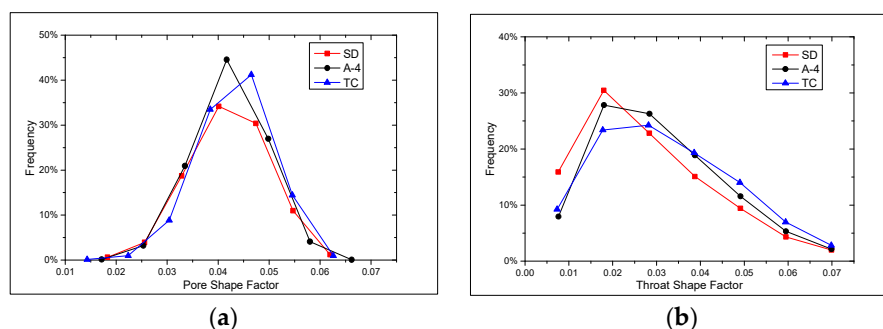 50%
40%
30%
20%
10%
0%
Frequency
SD
A-4
TC
0.01 0.02 0.03 0.04 0.05 0.06 0.07
Pore Shape Factor
(a)
40%
30%
20%
10%
0%
Frequency
SD
A-4
TC
0.00 0.01 0.02 0.03 0.04 0.05 0.06 0.07
Throat Shape Factor
(b)